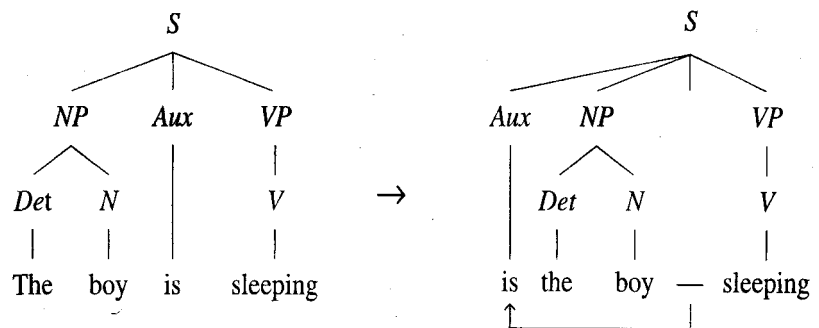 S S
NP Aux VP Aux NP VP
Det N V → Det N V
The boy is sleeping is the boy — sleeping